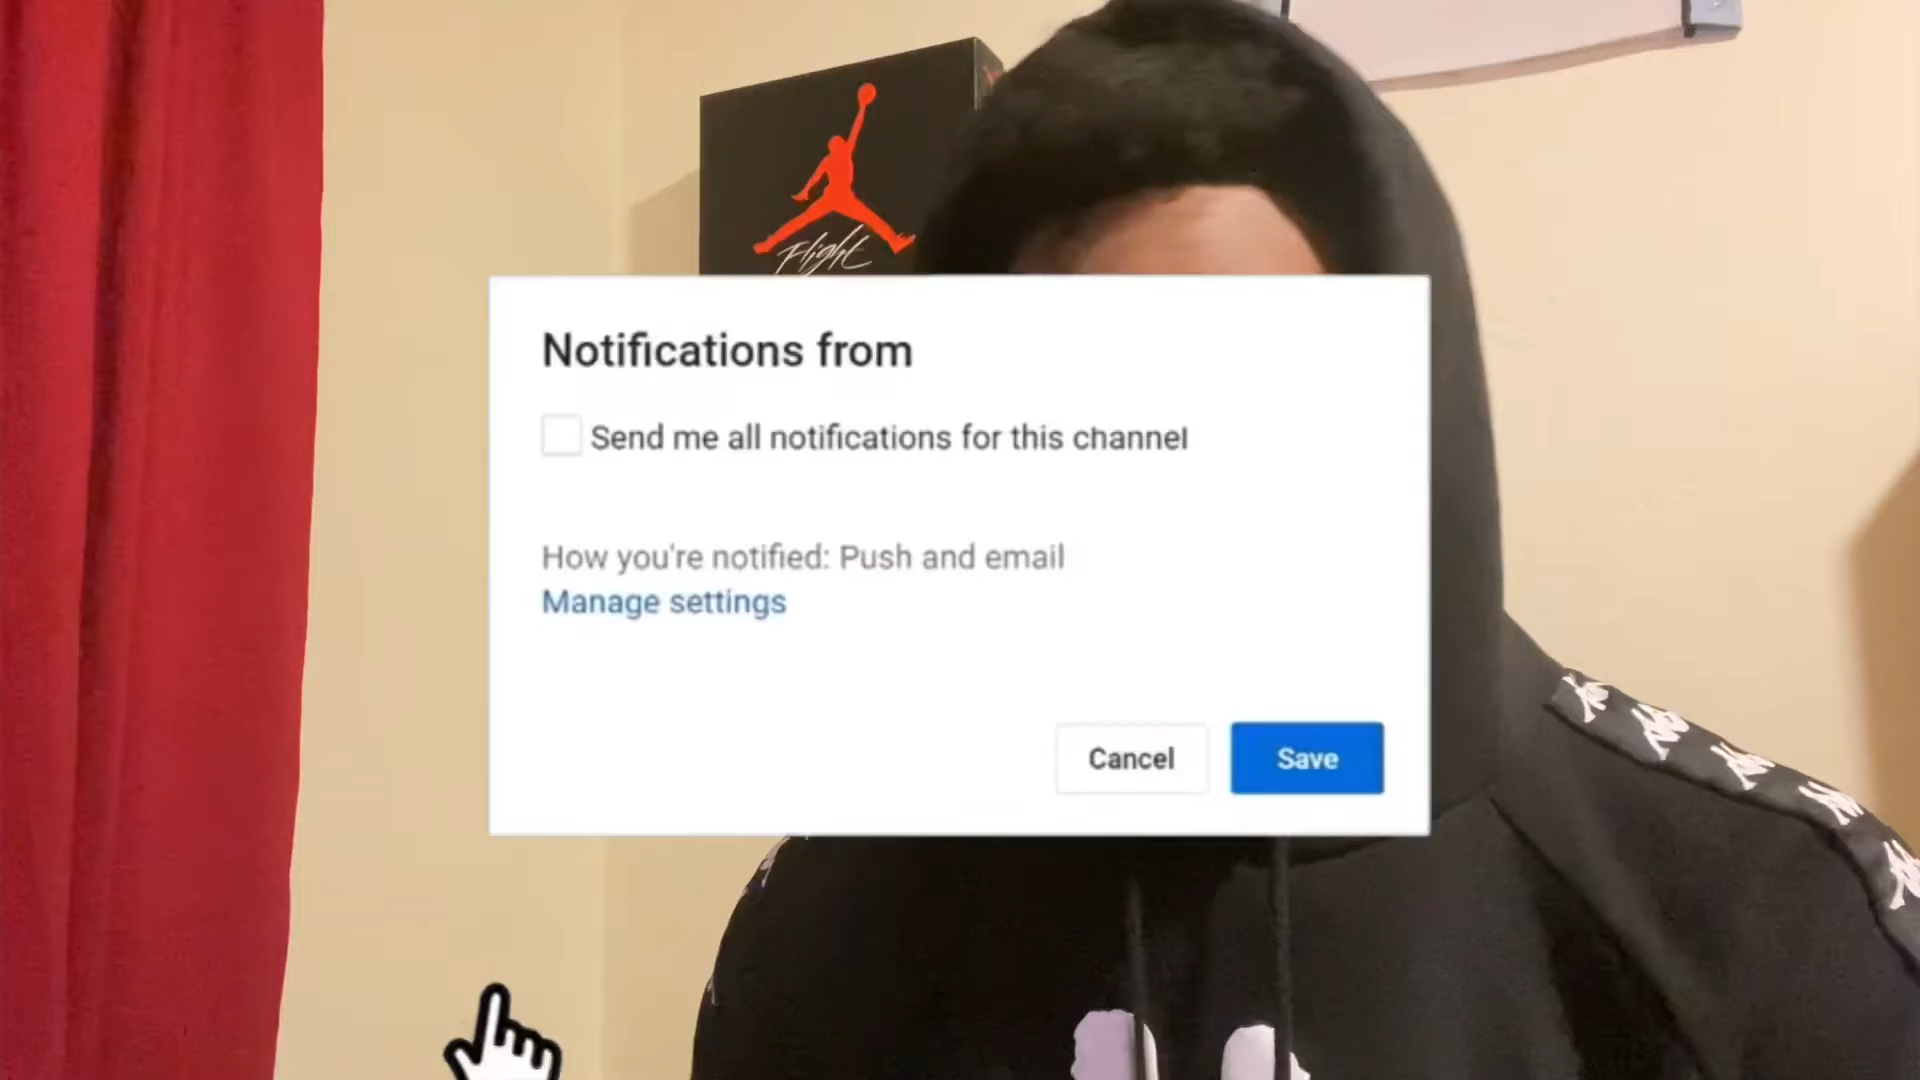 Flight
Notifications from
Send me all notifications for this channel
How you're notified: Push and email
Manage settings
Cancel
Save